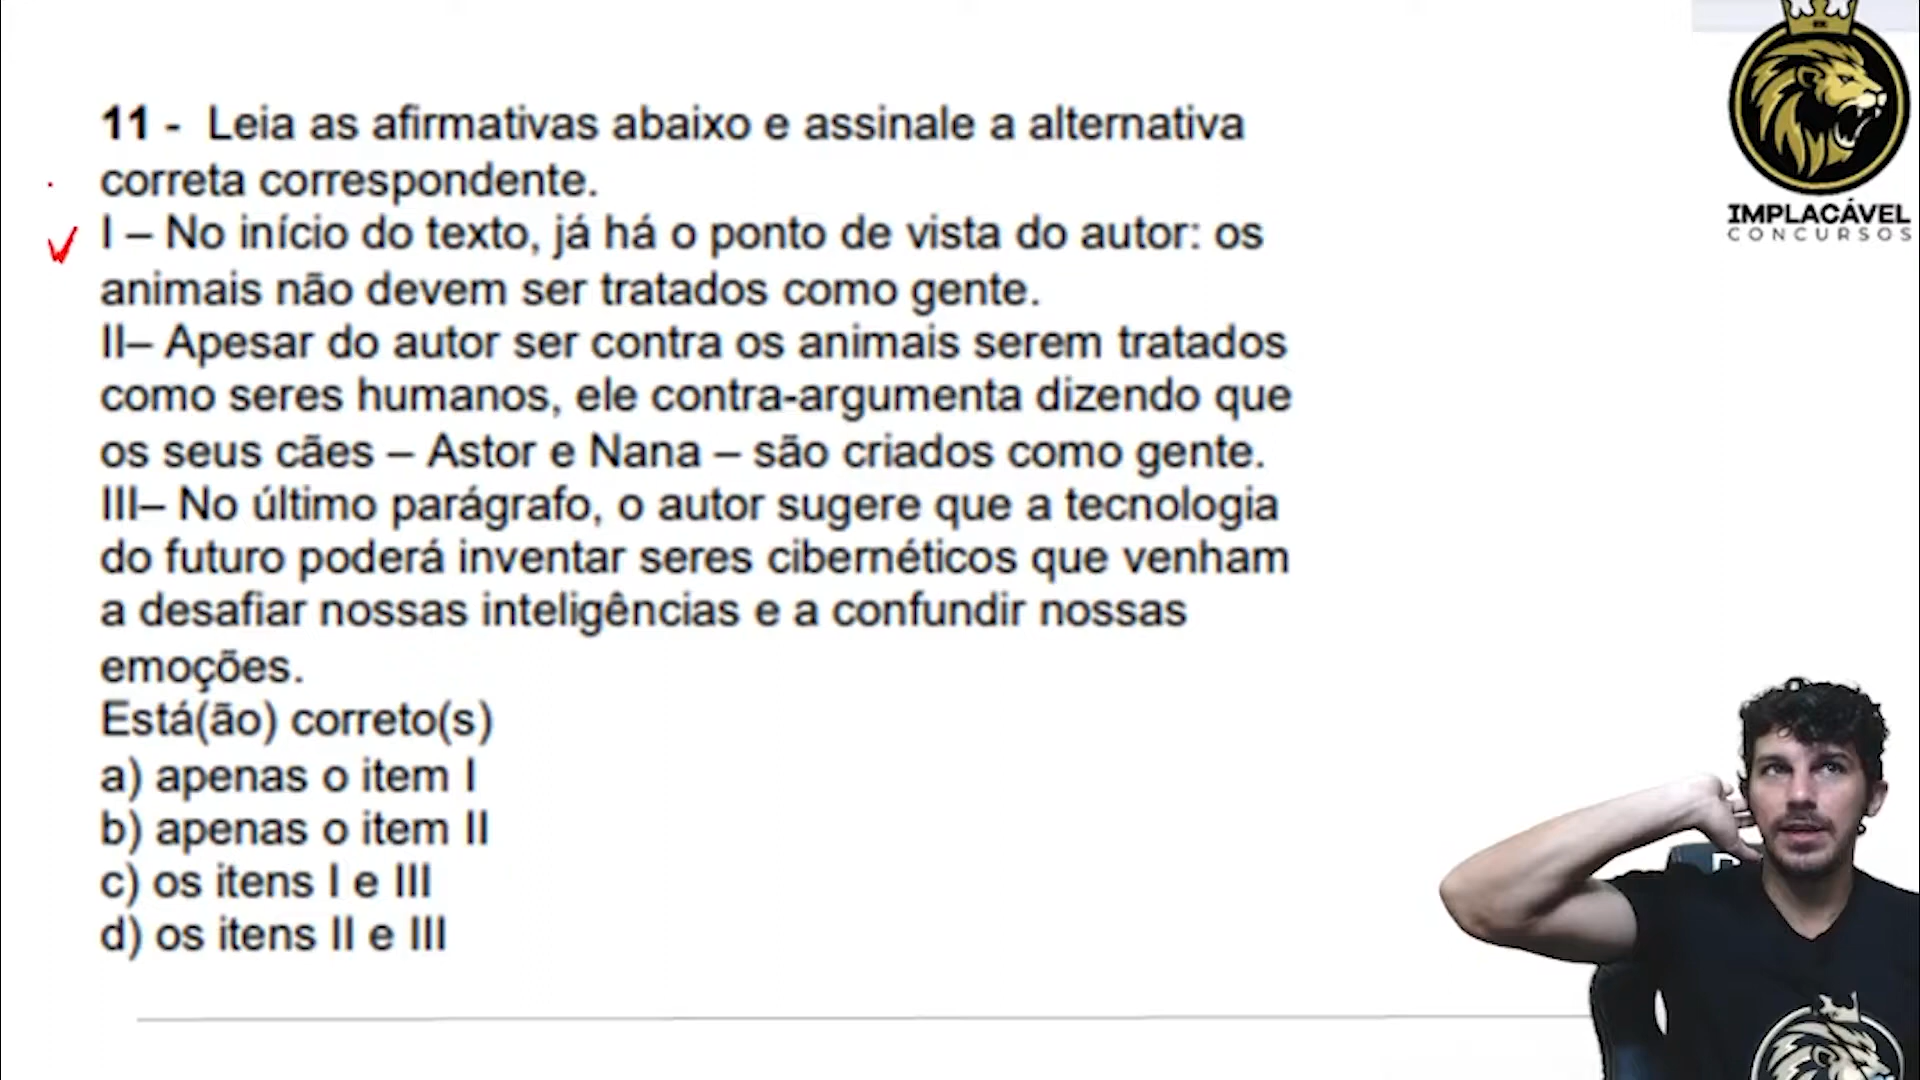 IMPLACÁVEL
CONCURSOS
11 - Leia as afirmativas abaixo e assinale a alternativa
correta correspondente.
I – No início do texto, já há o ponto de vista do autor: os
animais não devem ser tratados como gente.
II– Apesar do autor ser contra os animais serem tratados
como seres humanos, ele contra-argumenta dizendo que
os seus cães – Astor e Nana – são criados como gente.
III– No último parágrafo, o autor sugere que a tecnologia
do futuro poderá inventar seres cibernéticos que venham
a desafiar nossas inteligências e a confundir nossas
emoções.
Está(ão) correto(s)
a) apenas o item I
b) apenas o item II
c) os itens I e III
d) os itens II e III